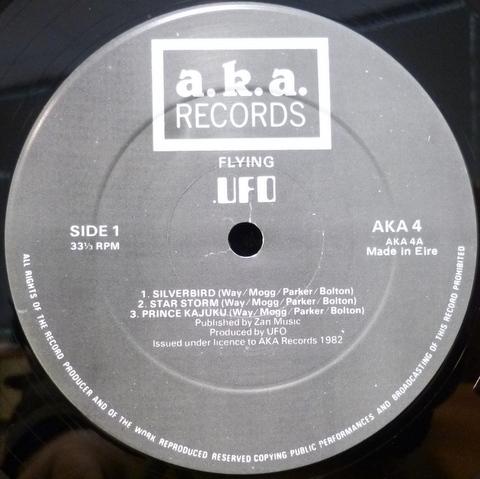 a.k.a.
RECORDS
FLYING
UFO
SIDE 1
33⅓ RPM
AKA 4
AKA 4A
Made in Eire
1. SILVERBIRD (Way/Mogg/Parker/Bolton)
2. STAR STORM (Way/Mogg/Parker/Bolton)
3. PRINCE KAJUKU (Way/Mogg/Parker/Bolton)
Published by Zan Music
Produced by UFO
Issued under licence to AKA Records 1982
ALL RIGHTS OF THE RECORD PRODUCER AND OF THE WORK REPRODUCED RESERVED COPYING PUBLIC PERFORMANCES AND BROADCASTING OF THIS RECORD PROHIBITED